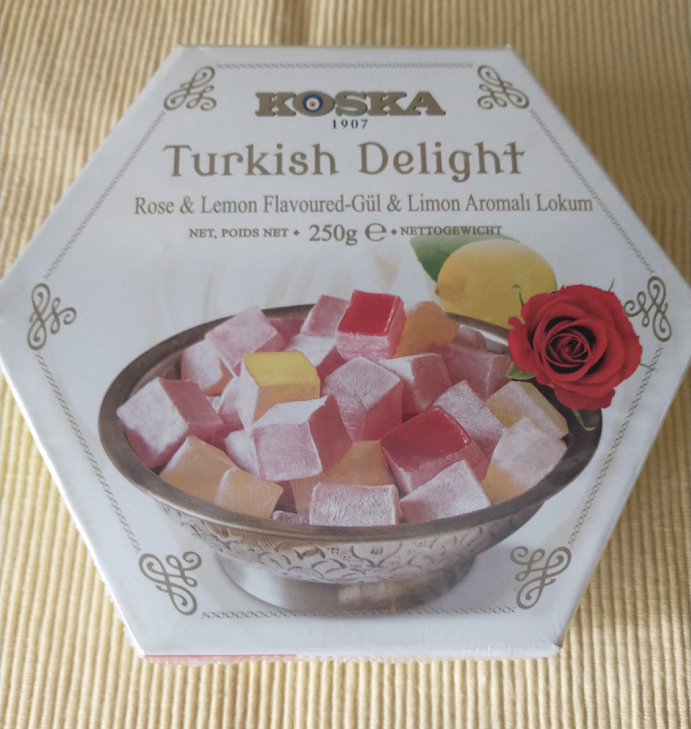 KOSKA
1907
Turkish Delight
Rose & Lemon Flavoured-Gül & Limon Aromalı Lokum
NET, POIDS NET • 250g ℮ • NETTOGEWICHT